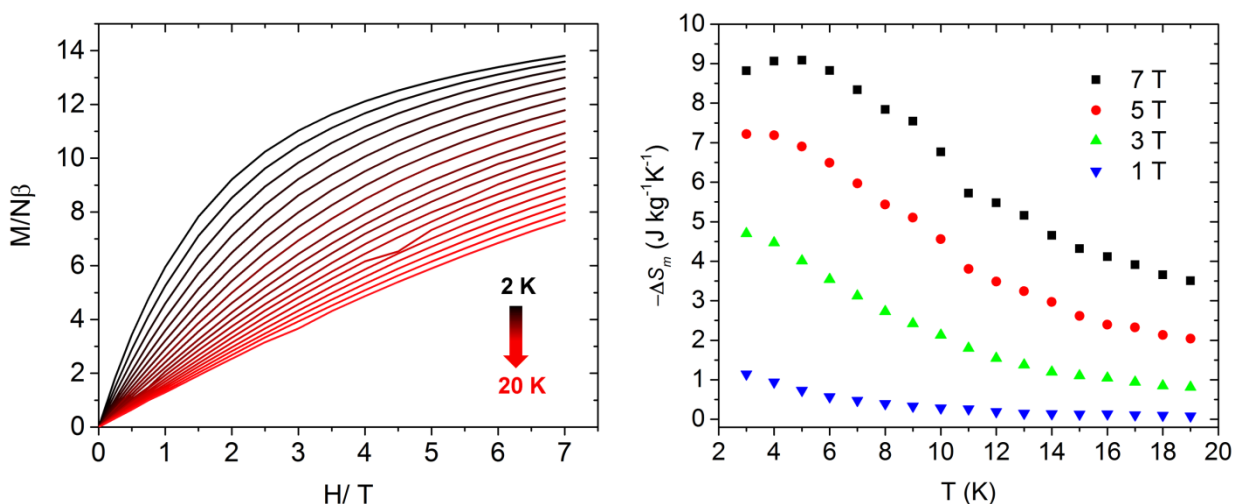 M/Nβ
14
12
10
8
6
4
2
0
0 1 2 3 4 5 6 7
H/ T
2 K
20 K
−ΔSm (J kg⁻¹K⁻¹)
10
9
8
7
6
5
4
3
2
1
0
2 4 6 8 10 12 14 16 18 20
T (K)
7 T
5 T
3 T
1 T